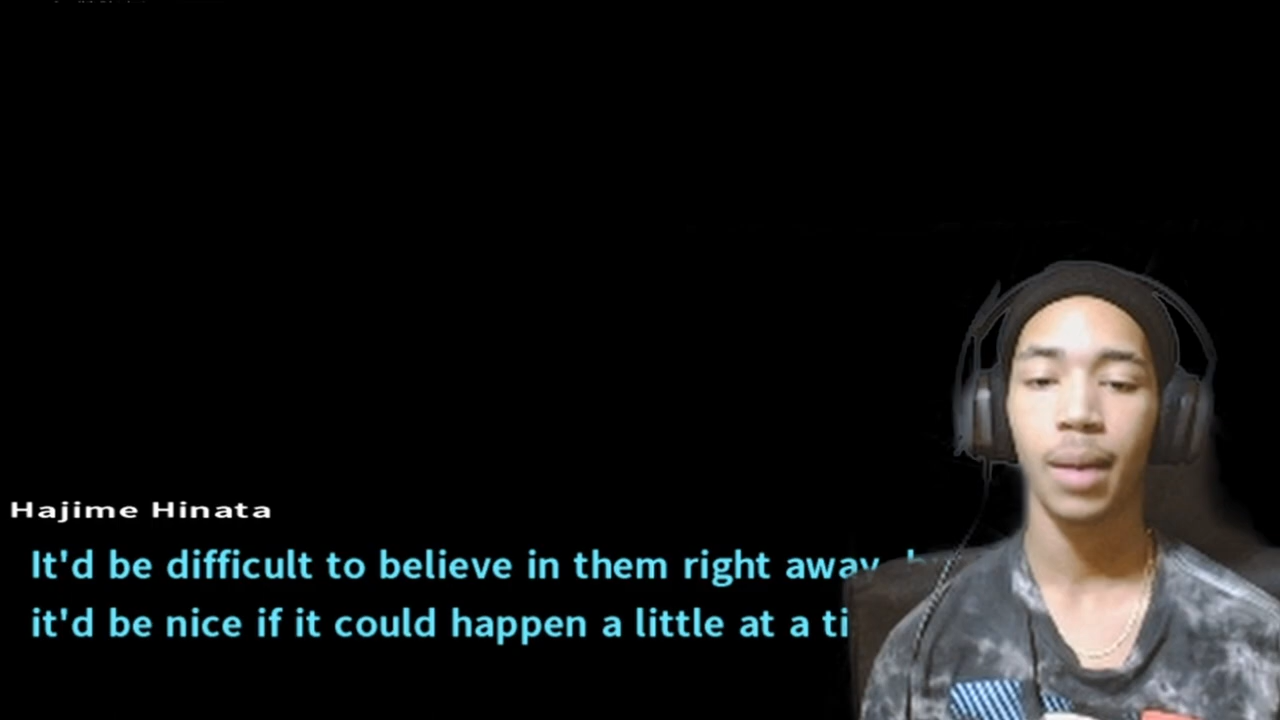 Hajime Hinata
It'd be difficult to believe in them right away
it'd be nice if it could happen a little at a